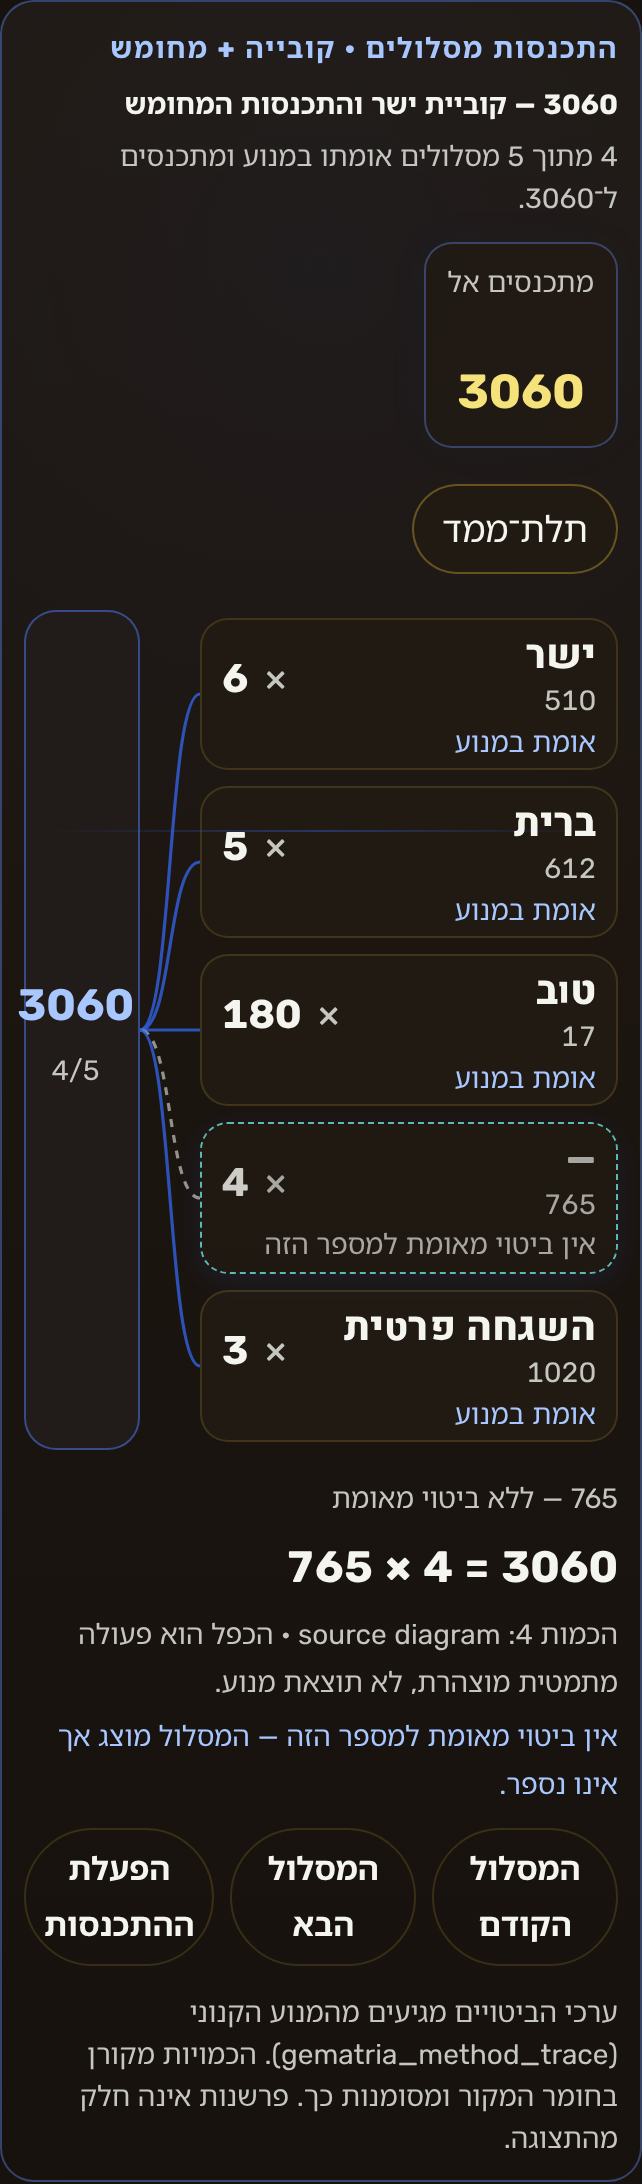 התכנסות מסלולים • קובייה + מחומש
3060 – קוביית ישר והתכנסות המחומש
4 מתוך 5 מסלולים אומתו במנוע ומתכנסים
ל־3060.
מתכנסים אל
3060
תלת־ממד
ישר
510
אומת במנוע
× 6
ברית
612
אומת במנוע
× 5
טוב
17
אומת במנוע
× 180
—
765
אין ביטוי מאומת למספר הזה
× 4
השגחה פרטית
1020
אומת במנוע
× 3
3060
4/5
765 – ללא ביטוי מאומת
765 × 4 = 3060
הכמות 4: source diagram • הכפל הוא פעולה
מתמטית מוצהרת, לא תוצאת מנוע.
אין ביטוי מאומת למספר הזה – המסלול מוצג אך
אינו נספר.
המסלול
הקודם
המסלול
הבא
הפעלת
ההתכנסות
ערכי הביטויים מגיעים מהמנוע הקנוני
(gematria_method_trace). הכמויות מקורן
בחומר המקור ומסומנות כך. פרשנות אינה חלק
מהתצוגה.